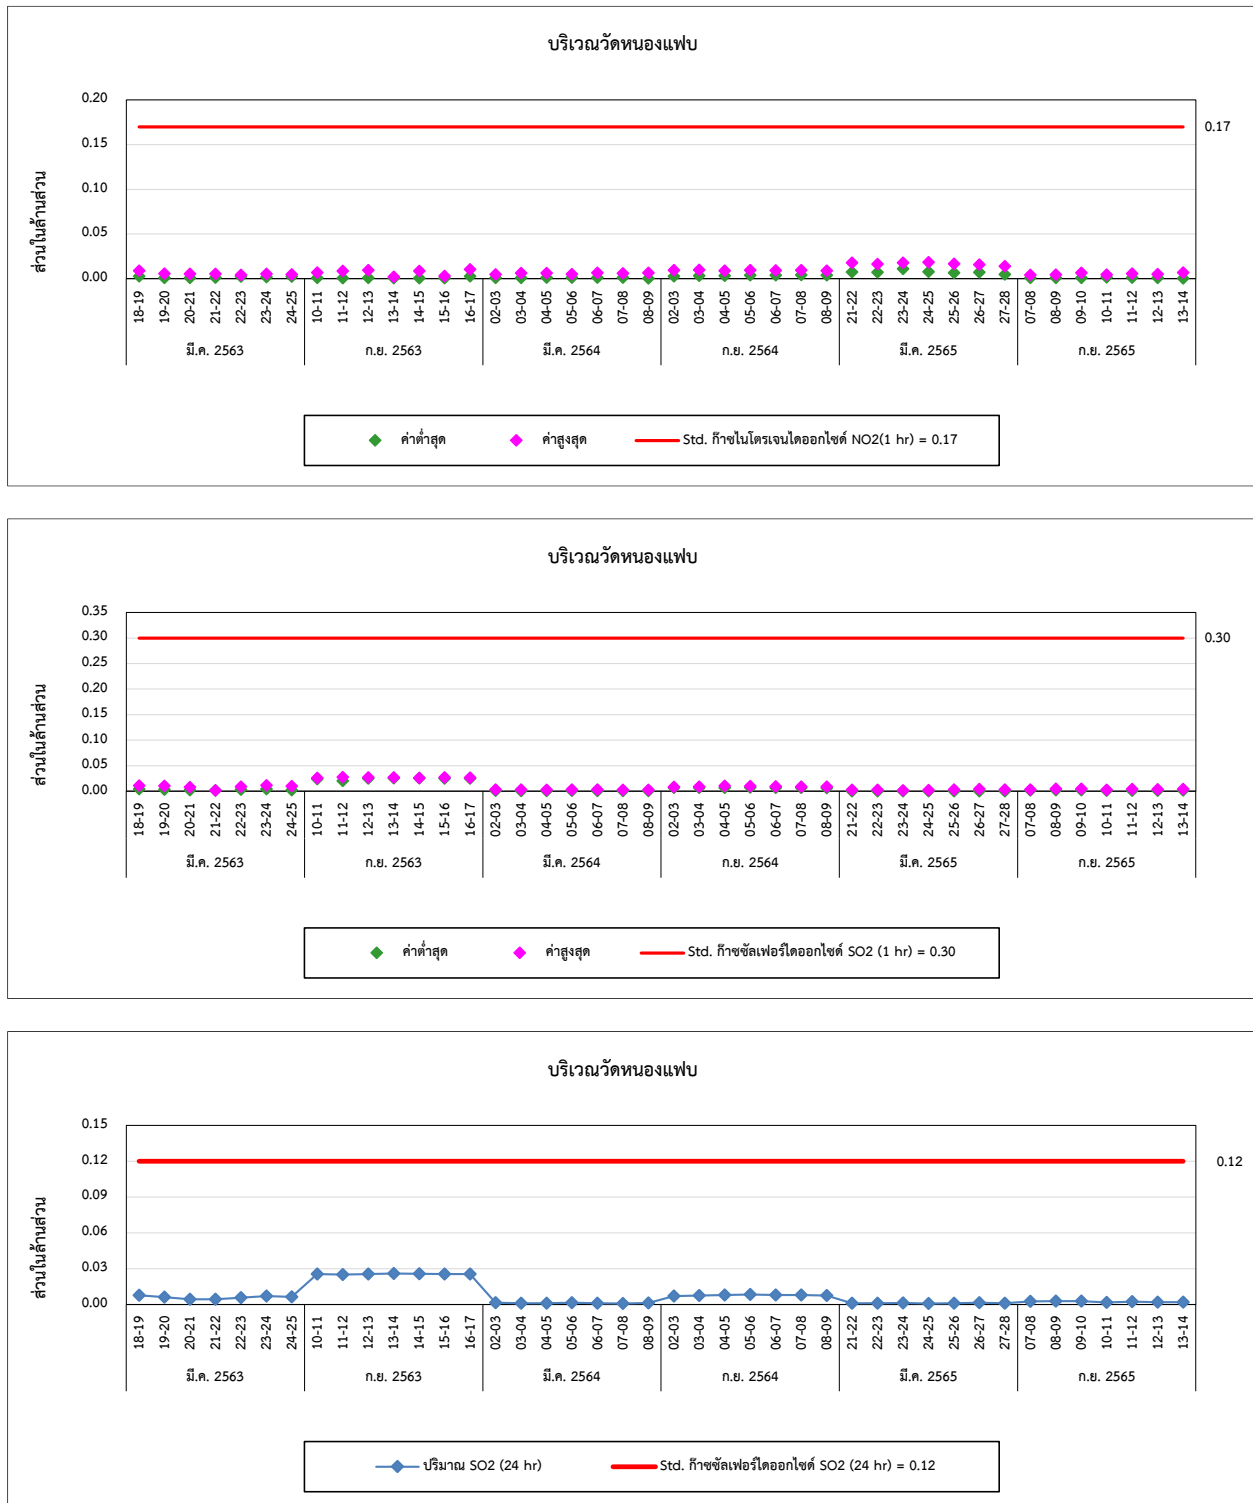 บริเวณวัดหนองแฟบ
ส่วนในล้านส่วน
0.20
0.15
0.10
0.05
0.00
0.17
18-19 19-20 20-21 21-22 22-23 23-24 24-25 10-11 11-12 12-13 13-14 14-15 15-16 16-17 02-03 03-04 04-05 05-06 06-07 07-08 08-09 02-03 03-04 04-05 05-06 06-07 07-08 08-09 21-22 22-23 23-24 24-25 25-26 26-27 27-28 07-08 08-09 09-10 10-11 11-12 12-13 13-14
มี.ค. 2563 ก.ย. 2563 มี.ค. 2564 ก.ย. 2564 มี.ค. 2565 ก.ย. 2565
ค่าต่ำสุด ค่าสูงสุด Std. ก๊าซไนโตรเจนไดออกไซด์ NO2(1 hr) = 0.17
บริเวณวัดหนองแฟบ
ส่วนในล้านส่วน
0.35
0.30
0.25
0.20
0.15
0.10
0.05
0.00
0.30
18-19 19-20 20-21 21-22 22-23 23-24 24-25 10-11 11-12 12-13 13-14 14-15 15-16 16-17 02-03 03-04 04-05 05-06 06-07 07-08 08-09 02-03 03-04 04-05 05-06 06-07 07-08 08-09 21-22 22-23 23-24 24-25 25-26 26-27 27-28 07-08 08-09 09-10 10-11 11-12 12-13 13-14
มี.ค. 2563 ก.ย. 2563 มี.ค. 2564 ก.ย. 2564 มี.ค. 2565 ก.ย. 2565
ค่าต่ำสุด ค่าสูงสุด Std. ก๊าซซัลเฟอร์ไดออกไซด์ SO2 (1 hr) = 0.30
บริเวณวัดหนองแฟบ
ส่วนในล้านส่วน
0.15
0.12
0.09
0.06
0.03
0.00
0.12
18-19 19-20 20-21 21-22 22-23 23-24 24-25 10-11 11-12 12-13 13-14 14-15 15-16 16-17 02-03 03-04 04-05 05-06 06-07 07-08 08-09 02-03 03-04 04-05 05-06 06-07 07-08 08-09 21-22 22-23 23-24 24-25 25-26 26-27 27-28 07-08 08-09 09-10 10-11 11-12 12-13 13-14
มี.ค. 2563 ก.ย. 2563 มี.ค. 2564 ก.ย. 2564 มี.ค. 2565 ก.ย. 2565
ปริมาณ SO2 (24 hr) Std. ก๊าซซัลเฟอร์ไดออกไซด์ SO2 (24 hr) = 0.12